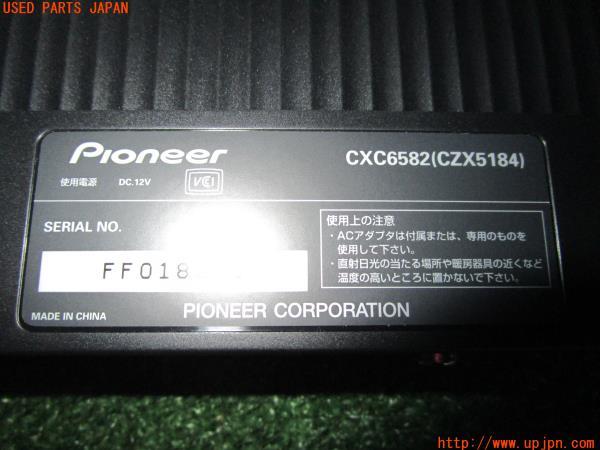 USED PARTS JAPAN
Pioneer
CXC6582(CZX5184)
使用電源 DC.12V VCI
SERIAL NO.
FF018
使用上の注意
・ACアダプタは付属または、専用のものを
使用して下さい。
・直射日光の当たる場所や暖房器具の近くなど
温度の高いところに置かないで下さい。
MADE IN CHINA
PIONEER CORPORATION
http://www.upjpn.com/